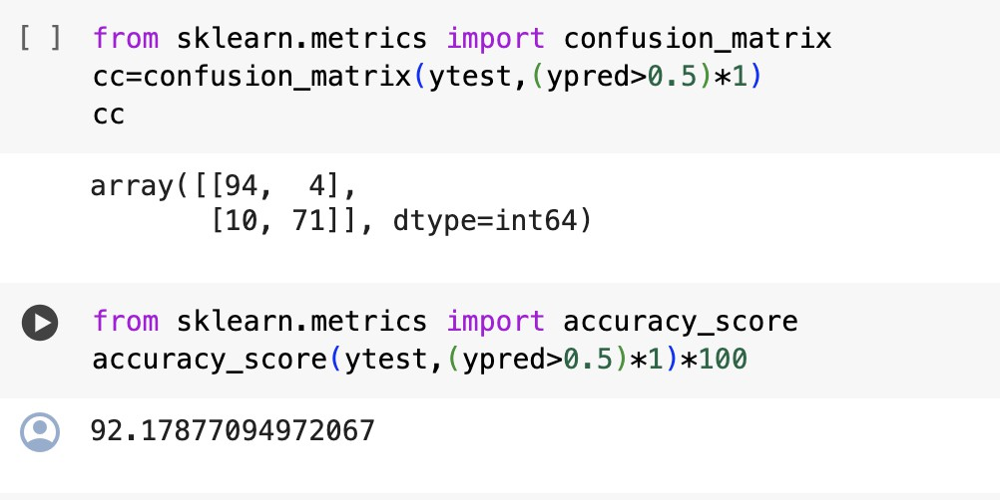 [ ] from sklearn.metrics import confusion_matrix
cc=confusion_matrix(ytest,(ypred>0.5)*1)
cc
array([[94,  4],
       [10, 71]], dtype=int64)
from sklearn.metrics import accuracy_score
accuracy_score(ytest,(ypred>0.5)*1)*100
92.17877094972067